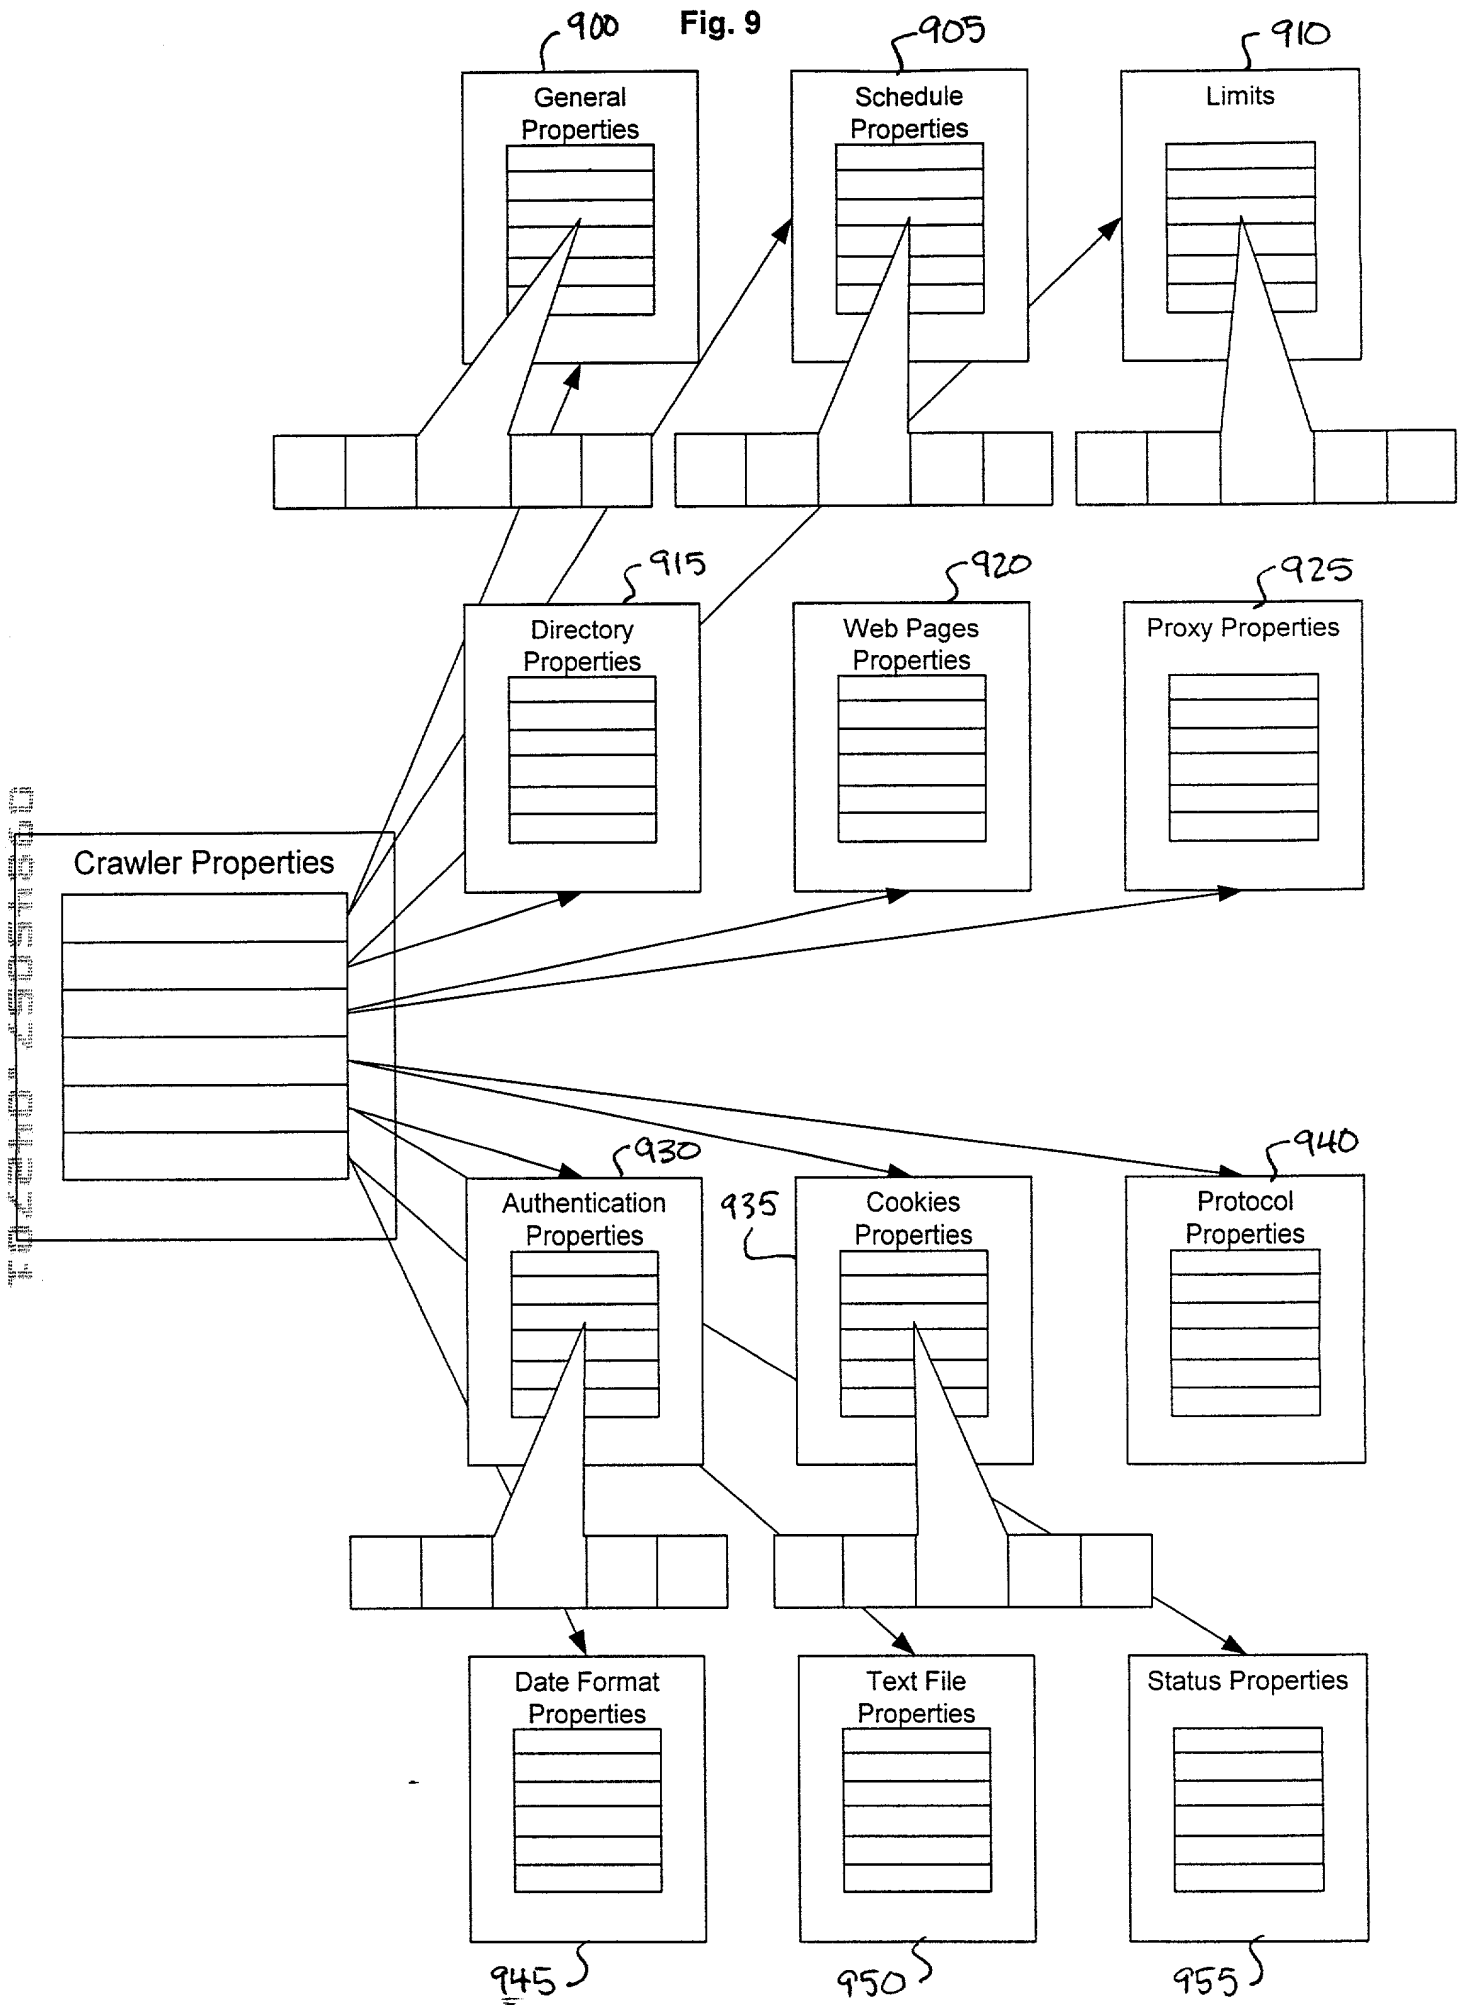 Fig. 9
900
905
910
General
Properties
Schedule
Properties
Limits
915
920
925
Directory
Properties
Web Pages
Properties
Proxy Properties
Crawler Properties
930
935
940
Authentication
Properties
Cookies
Properties
Protocol
Properties
Date Format
Properties
Text File
Properties
Status Properties
945
950
955